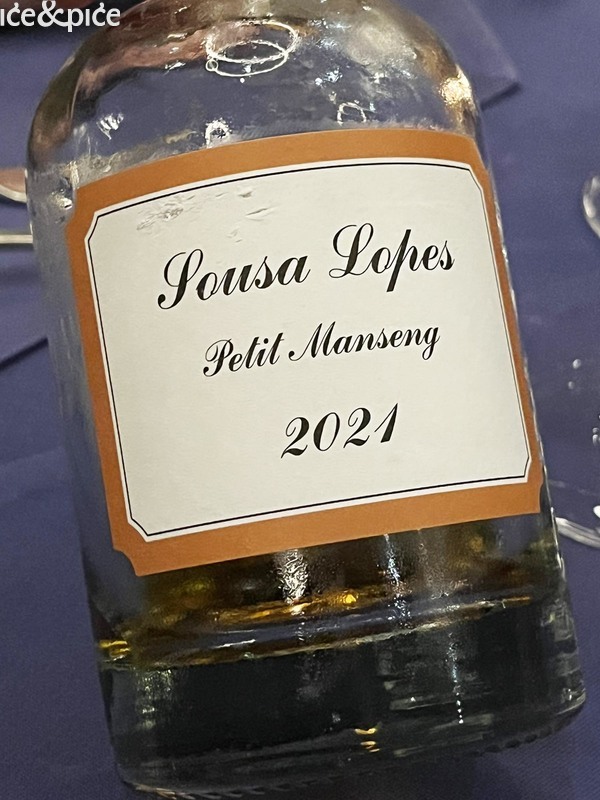 ice&pice
Sousa Lopes
Petit Manseng
2021